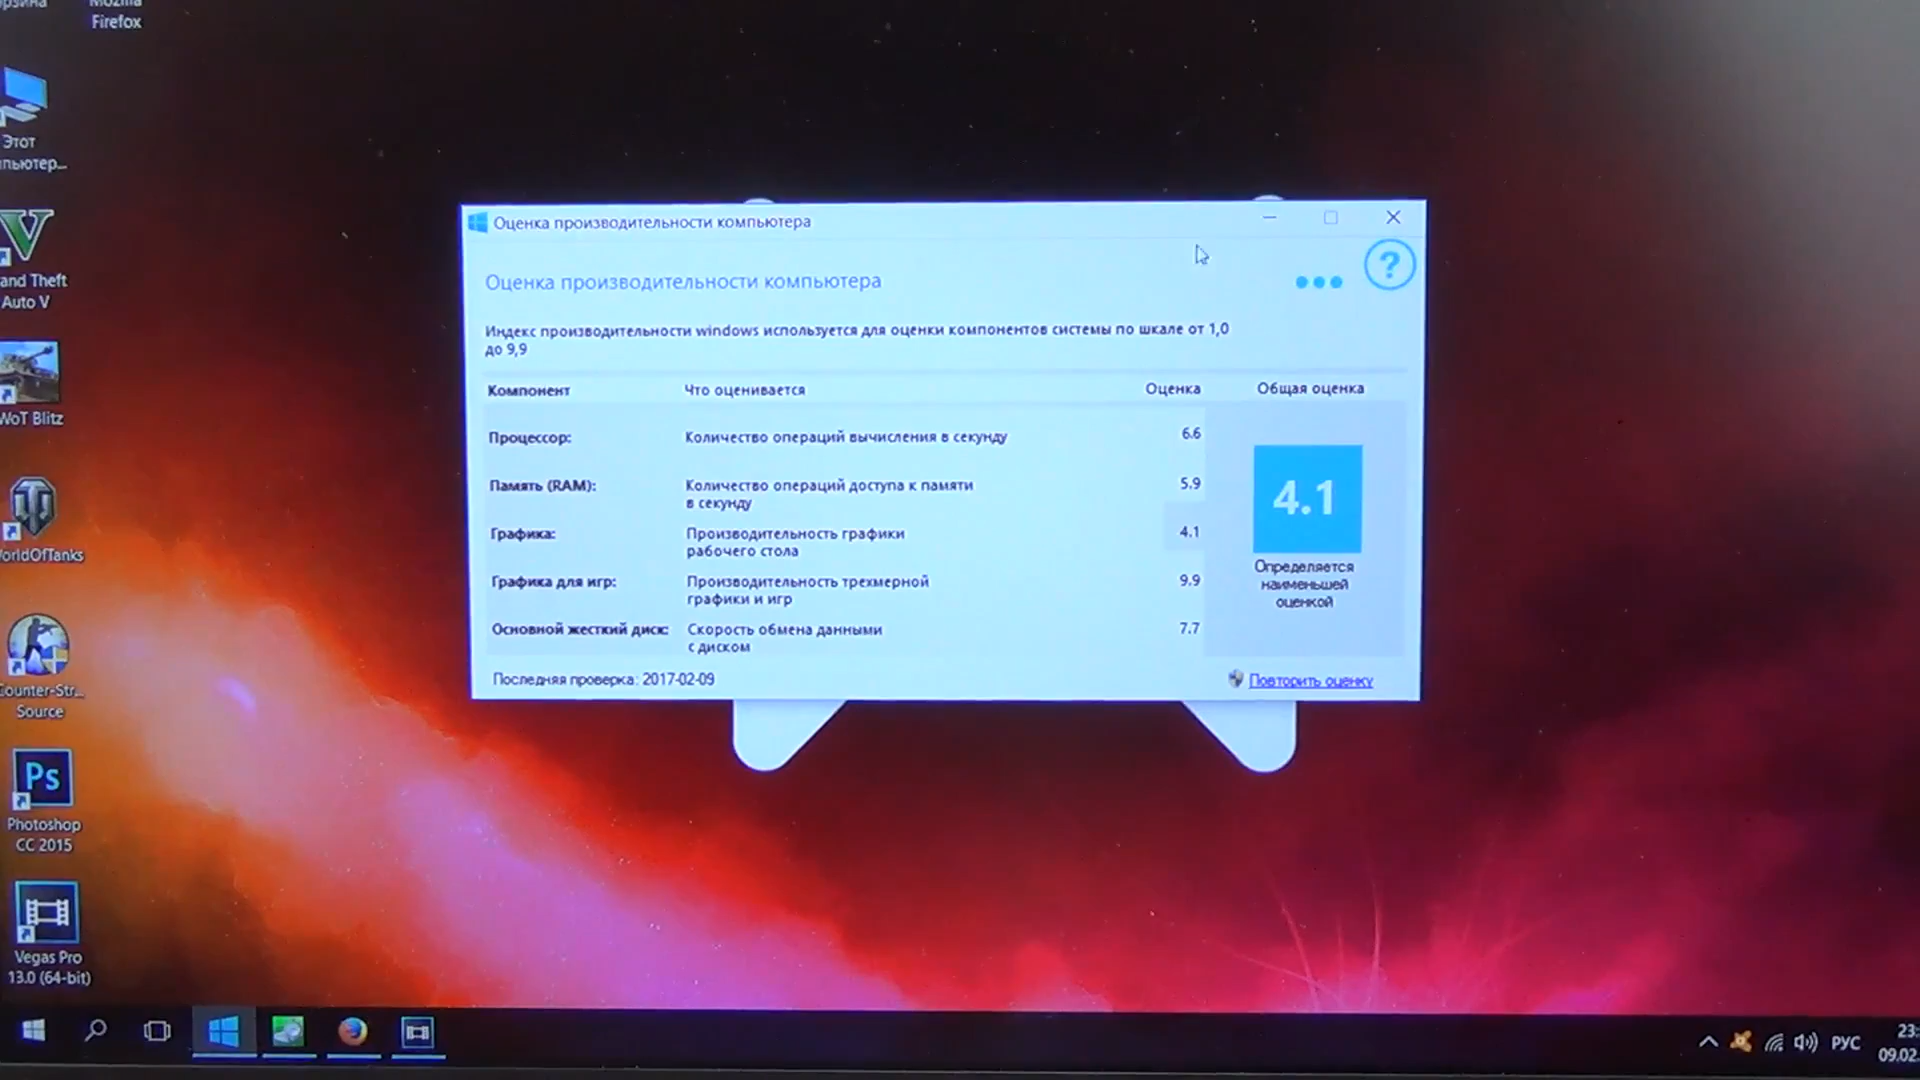 Mozilla
Firefox
Этот
and Theft
Auto V
WoT Blitz
orldOfTanks
Counter-Str...
Source
Ps
Photoshop
CC 2015
Vegas Pro
13.0 (64-bit)
Оценка производительности компьютера
Оценка производительности компьютера
?
Индекс производительности windows используется для оценки компонентов системы по шкале от 1,0
до 9,9
Компонент Что оценивается Оценка Общая оценка
Процессор: Количество операций вычисления в секунду 6.6
Память (RAM): Количество операций доступа к памяти
в секунду 5.9
Графика: Производительность графики
рабочего стола 4.1
Графика для игр: Производительность трехмерной
графики и игр 9.9
Основной жесткий диск: Скорость обмена данными
с диском 7.7
4.1
Определяется
наименьшей
оценкой
Последняя проверка: 2017-02-09 Повторить оценку
РУС
23:
09.02.